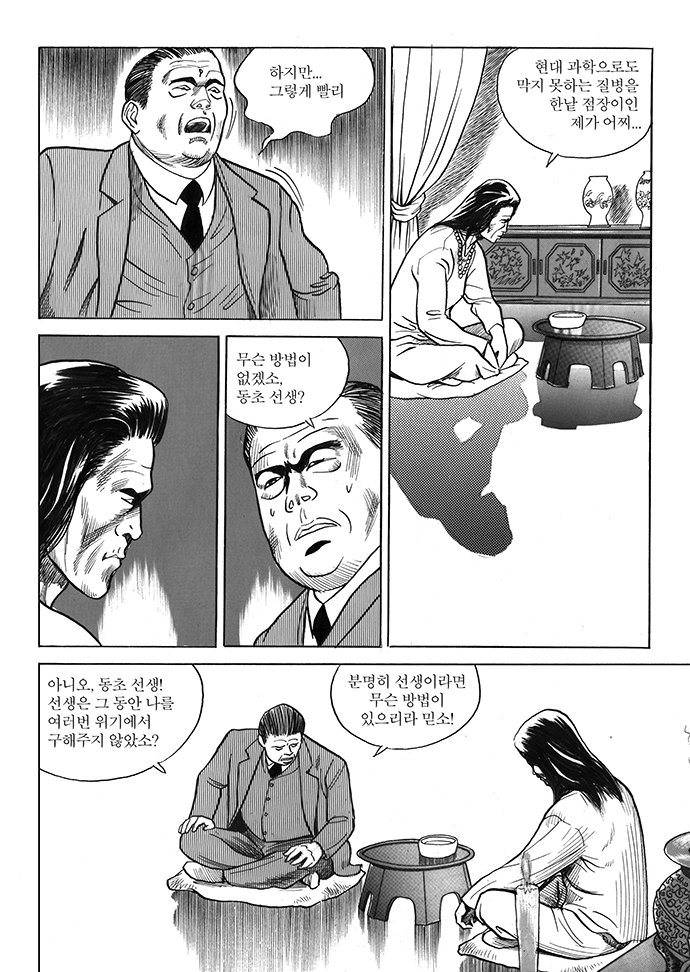 하지만...
그렇게 빨리
무슨 방법이
없겠소,
동초 선생?
현대 과학으로도
막지 못하는 질병을
한낱 점장이인
제가 어찌...
아니오, 동초 선생!
선생은 그 동안 나를
여러번 위기에서
구해주지 않았소?
분명히 선생이라면
무슨 방법이
있으리라 믿소!